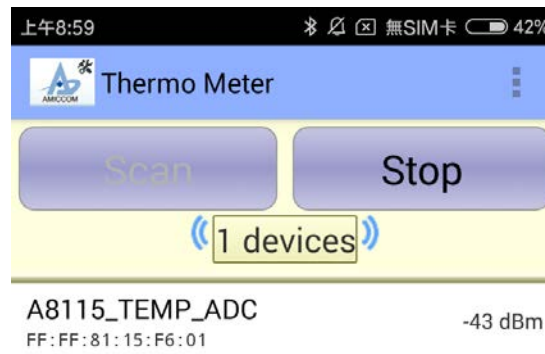 上午8:59 無SIM卡 42%
AMICCOM Thermo Meter
Scan Stop
1 devices
A8115_TEMP_ADC -43 dBm
FF:FF:81:15:F6:01